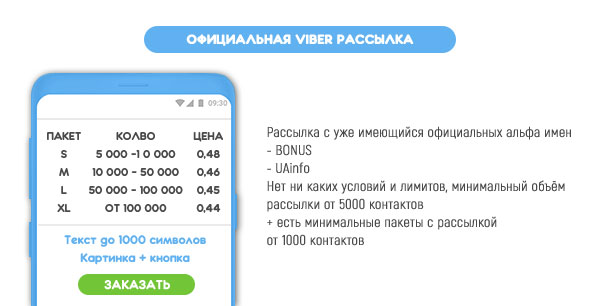 ОФИЦИАЛЬНАЯ VIBER РАССЫЛКА
09:30
ПАКЕТ КОЛВО ЦЕНА
S 5 000 -1 0 000 0,48
M 10 000 - 50 000 0,46
L 50 000 - 100 000 0,45
XL ОТ 100 000 0,44
Текст до 1000 символов
Картинка + кнопка
ЗАКАЗАТЬ
Рассылка с уже имеющийся официальных альфа имен
- BONUS
- UAinfo
Нет ни каких условий и лимитов, минимальный объём
рассылки от 5000 контактов
+ есть минимальные пакеты с рассылкой
от 1000 контактов